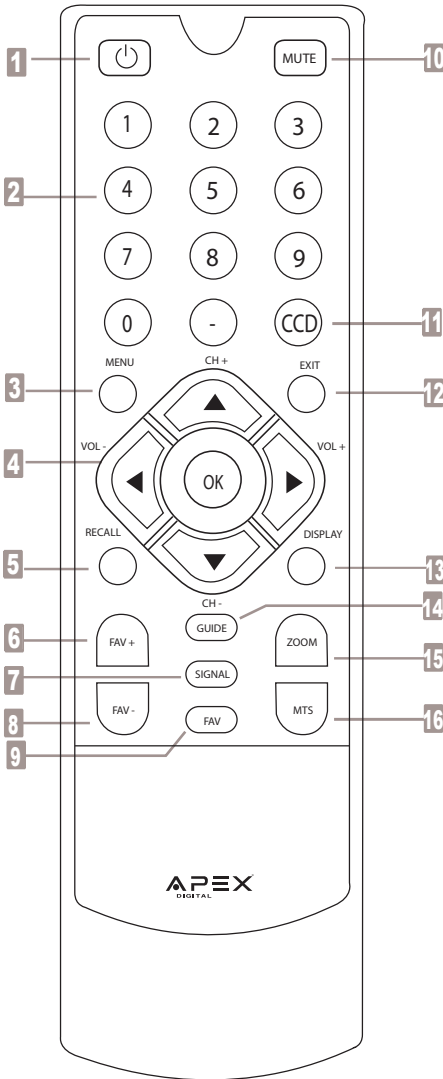 1 MUTE 10
1 2 3
2 4 5 6
7 8 9
0 - CCD 11
MENU CH + EXIT
3 12
VOL - VOL +
4 OK
RECALL DISPLAY
5 13
CH - 14
6 FAV + GUIDE ZOOM 15
7 SIGNAL
8 FAV - FAV MTS 16
9
APEX
DIGITAL